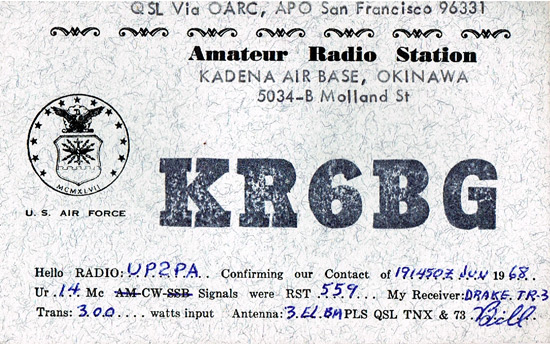 QSL Via OARC, APO San Francisco 96331
Amateur Radio Station
KADENA AIR BASE, OKINAWA
5034-B Molland St
MCMXLVII
U. S. AIR FORCE
KR6BG
Hello RADIO: UP2PA.. Confirming our Contact of 191450Z JUN 1968..
Ur .14. Mc AM CW SSB Signals were RST 559... My Receiver: DRAKE TR-3
Trans: 300.... watts input Antenna: 3.EL.BM PLS QSL TNX & 73 Bill